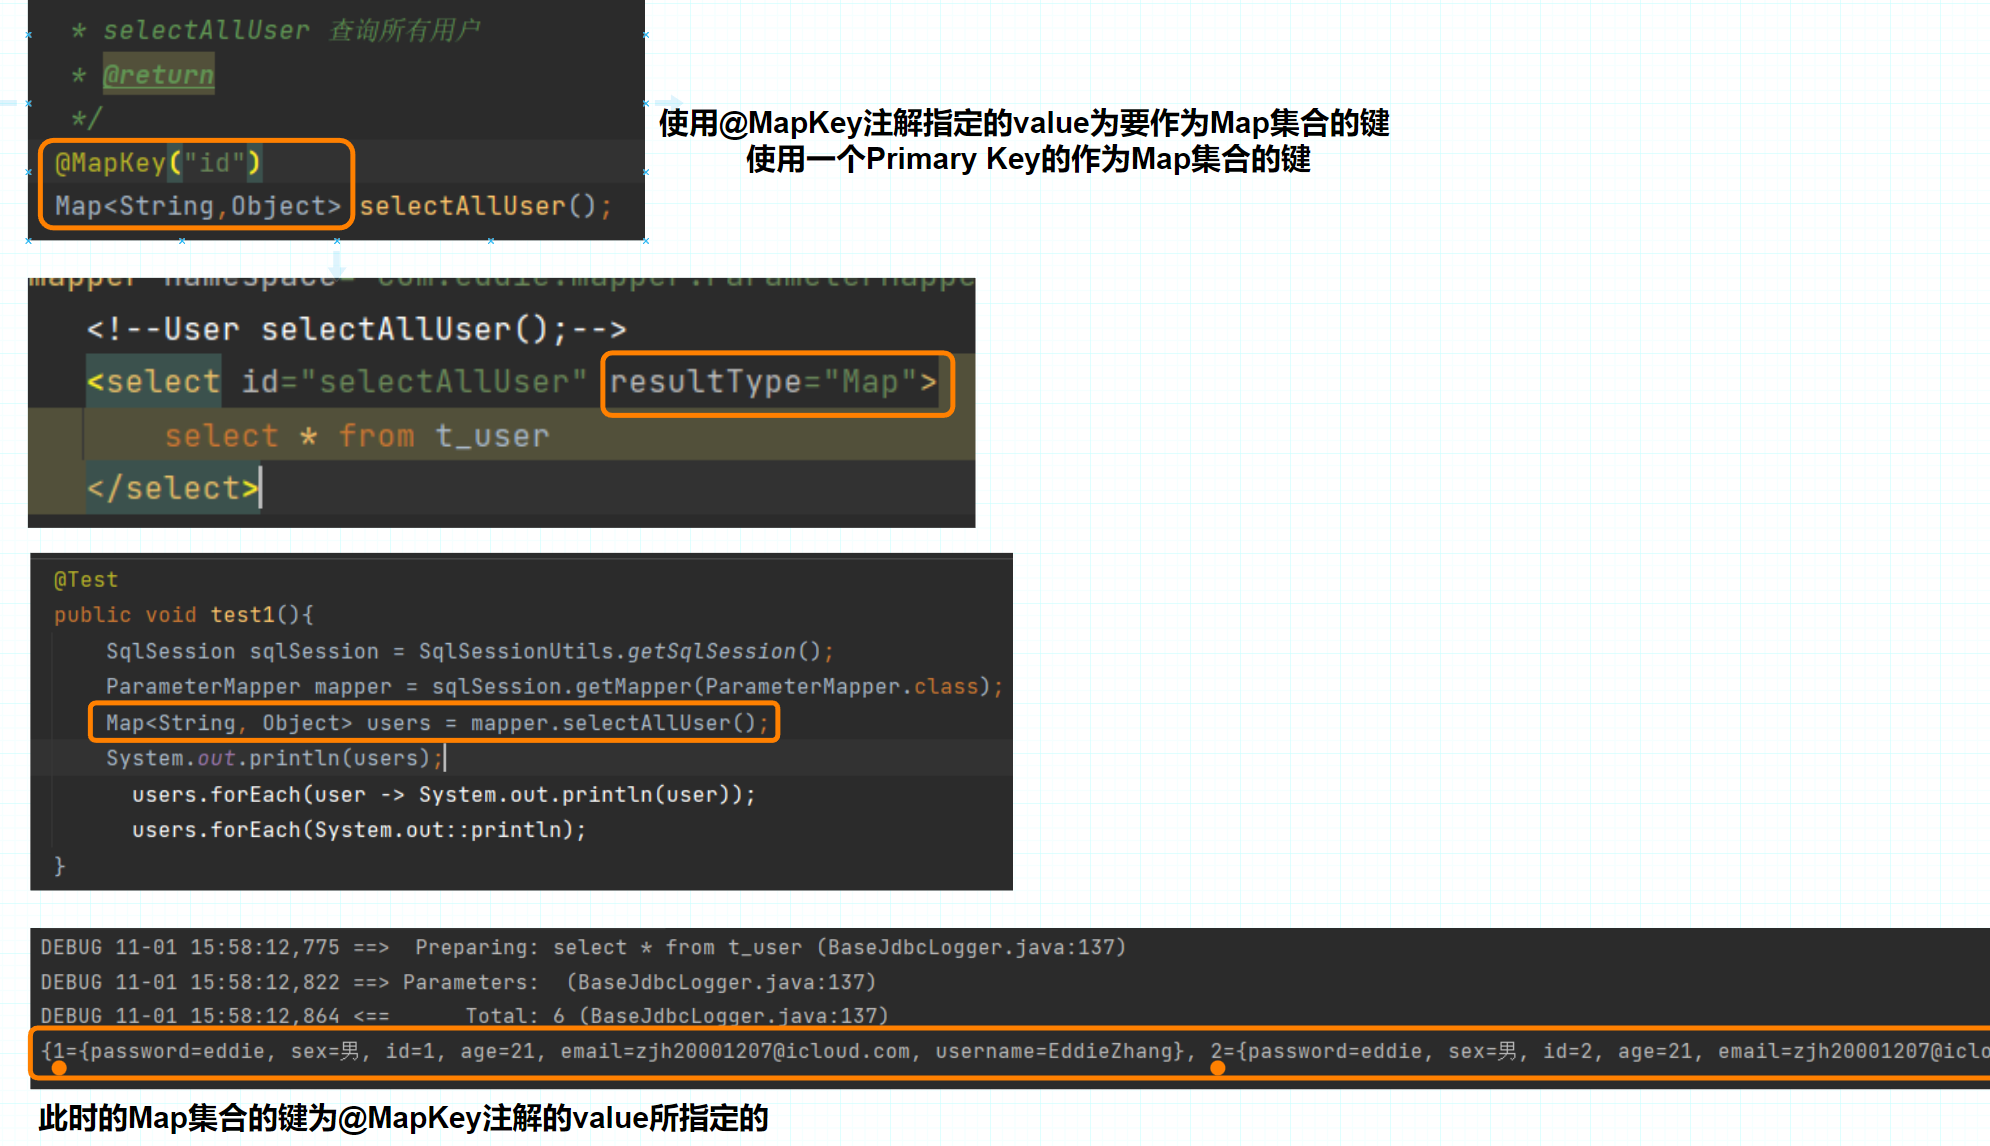 * selectAllUser 查询所有用户
* @return
*/
@MapKey("id")
Map<String,Object> selectAllUser();
使用@MapKey注解指定的value为要作为Map集合的键
使用一个Primary Key的作为Map集合的键
mapper namespace="com.eddie.mapper.ParameterMappe
<!--User selectAllUser();-->
<select id="selectAllUser" resultType="Map">
select * from t_user
</select>
@Test
public void test1(){
SqlSession sqlSession = SqlSessionUtils.getSqlSession();
ParameterMapper mapper = sqlSession.getMapper(ParameterMapper.class);
Map<String, Object> users = mapper.selectAllUser();
System.out.println(users);
users.forEach(user -> System.out.println(user));
users.forEach(System.out::println);
}
DEBUG 11-01 15:58:12,775 ==>  Preparing: select * from t_user (BaseJdbcLogger.java:137)
DEBUG 11-01 15:58:12,822 ==> Parameters:  (BaseJdbcLogger.java:137)
DEBUG 11-01 15:58:12,864 <==      Total: 6 (BaseJdbcLogger.java:137)
{1={password=eddie, sex=男, id=1, age=21, email=zjh20001207@icloud.com, username=EddieZhang}, 2={password=eddie, sex=男, id=2, age=21, email=zjh20001207@iclo
此时的Map集合的键为@MapKey注解的value所指定的